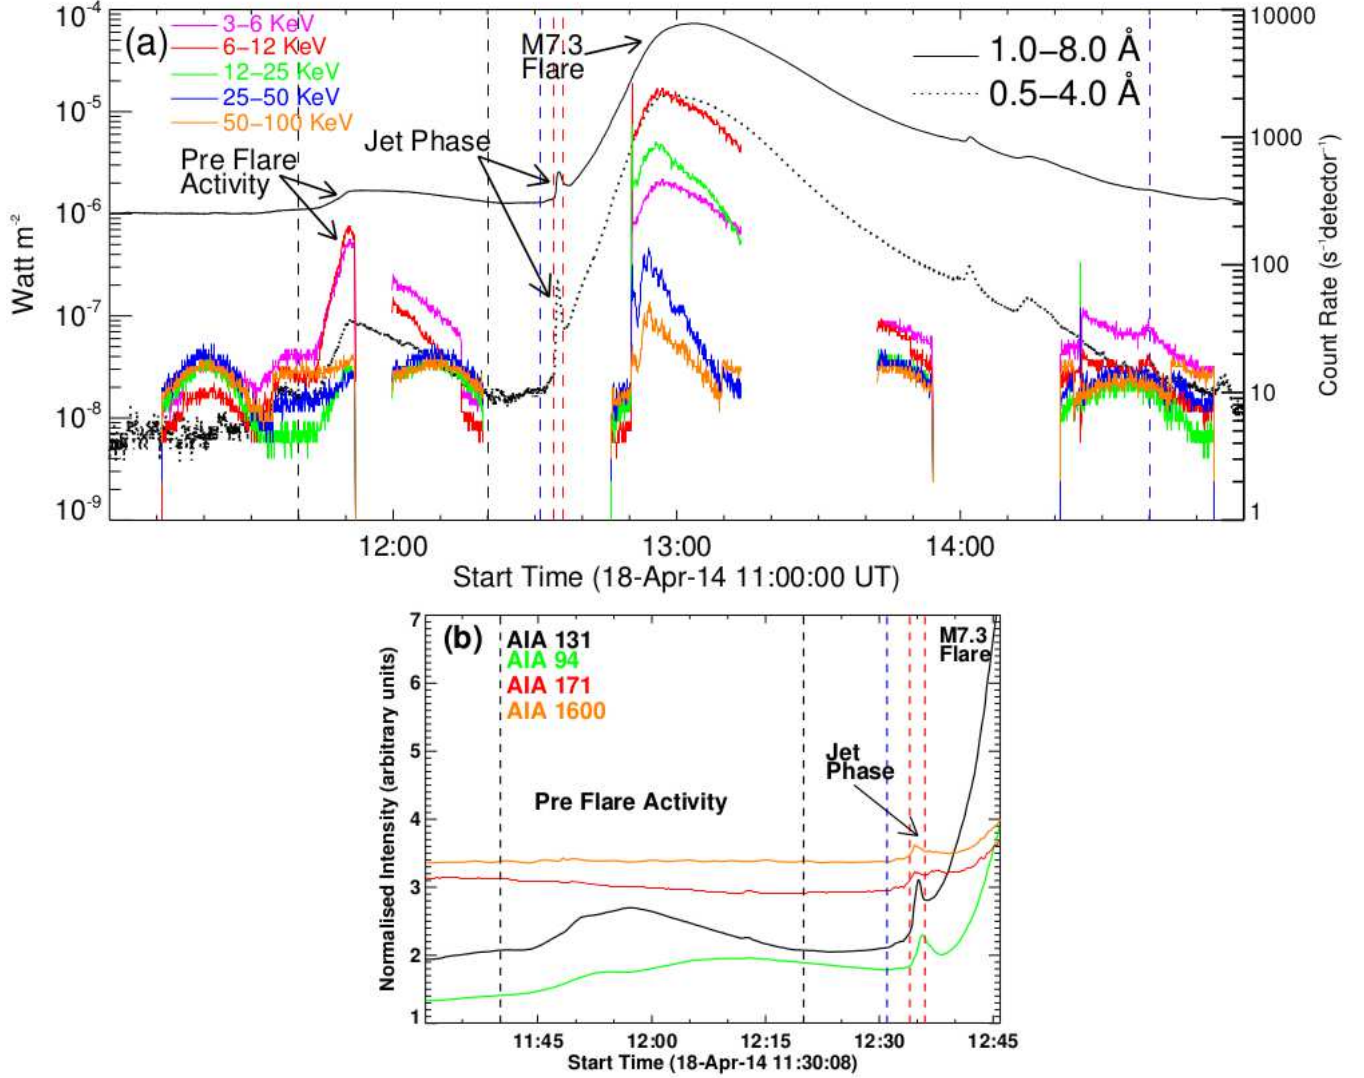 (a)
3–6 KeV
6–12 KeV
12–25 KeV
25–50 KeV
50–100 KeV
Pre Flare
Activity
Jet Phase
M7.3
Flare
1.0–8.0 Å
0.5–4.0 Å
10⁻⁴
10⁻⁵
10⁻⁶
10⁻⁷
10⁻⁸
10⁻⁹
Watt m⁻²
10000
1000
100
10
1
Count Rate (s⁻¹detector⁻¹)
12:00
13:00
14:00
Start Time (18-Apr-14 11:00:00 UT)
(b)
AIA 131
AIA 94
AIA 171
AIA 1600
M7.3
Flare
Jet
Phase
Pre Flare Activity
7
6
5
4
3
2
1
Normalised Intensity (arbitrary units)
11:45
12:00
12:15
12:30
12:45
Start Time (18-Apr-14 11:30:08)